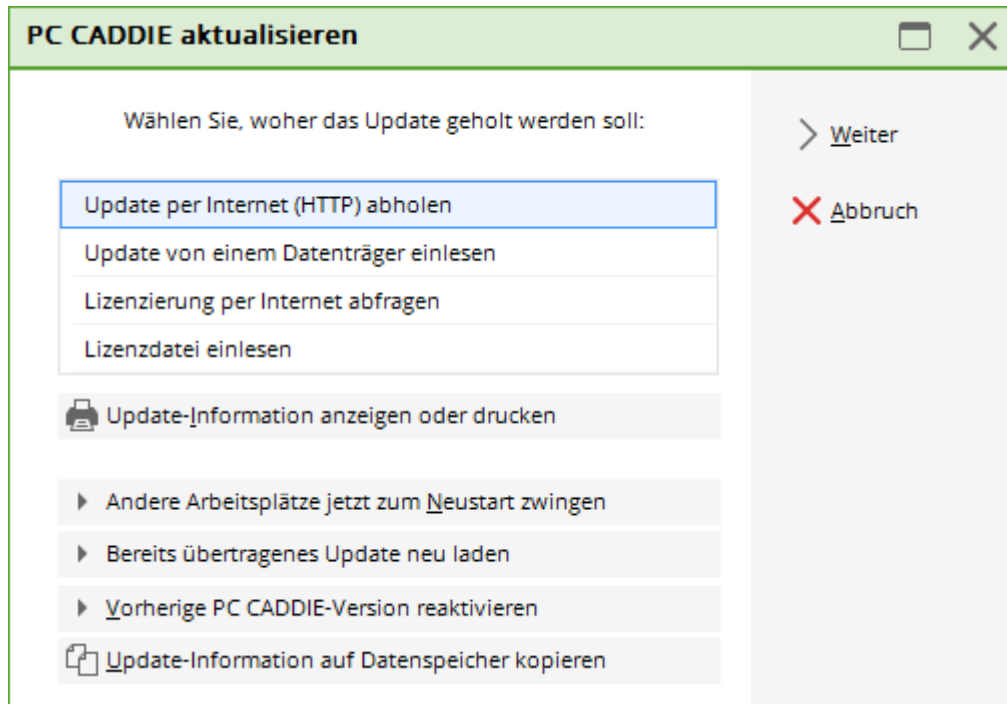 PC CADDIE aktualisieren
Wählen Sie, woher das Update geholt werden soll:
Update per Internet (HTTP) abholen
Update von einem Datenträger einlesen
Lizenzierung per Internet abfragen
Lizenzdatei einlesen
Update-Information anzeigen oder drucken
Andere Arbeitsplätze jetzt zum Neustart zwingen
Bereits übertragenes Update neu laden
Vorherige PC CADDIE-Version reaktivieren
Update-Information auf Datenspeicher kopieren
Weiter
Abbruch